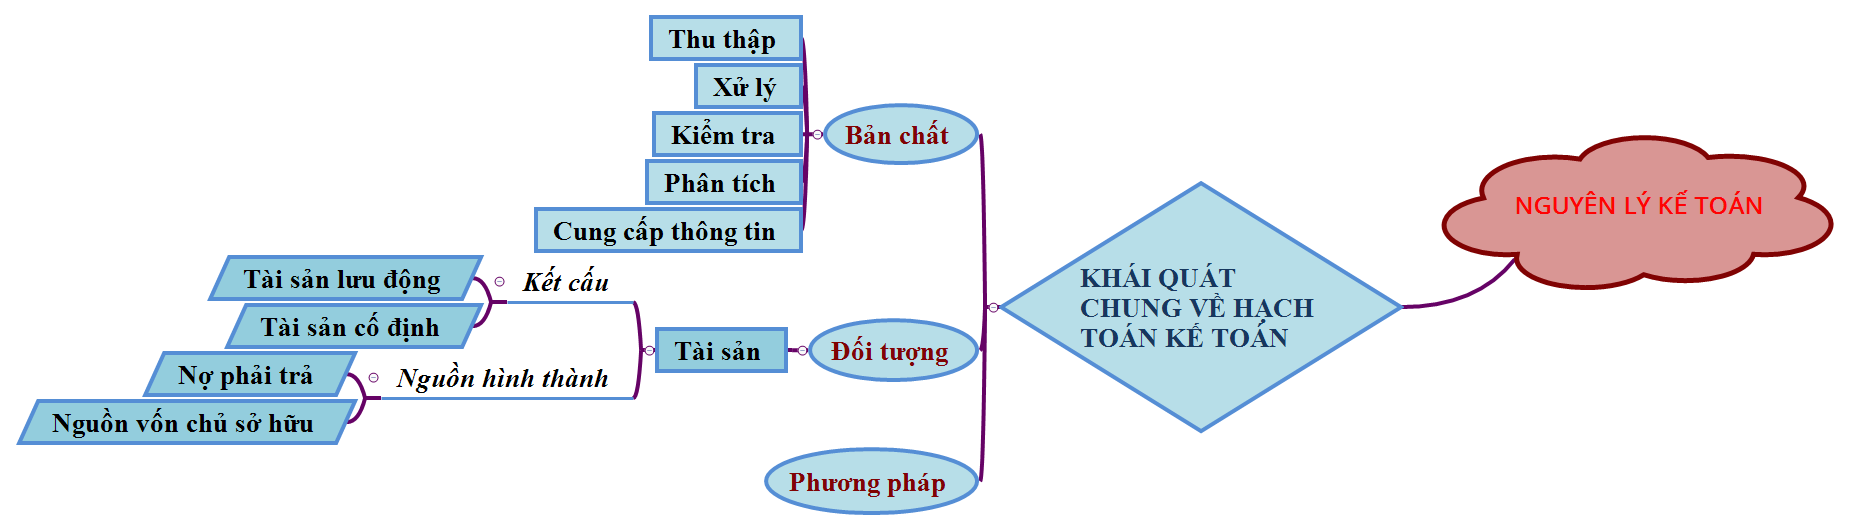 Thu thập
Xử lý
Kiểm tra
Phân tích
Cung cấp thông tin
Bản chất
Tài sản lưu động
Tài sản cố định
Kết cấu
Nợ phải trả
Nguồn vốn chủ sở hữu
Nguồn hình thành
Tài sản
Đối tượng
Phương pháp
KHÁI QUÁT
CHUNG VỀ HẠCH
TOÁN KẾ TOÁN
NGUYÊN LÝ KẾ TOÁN